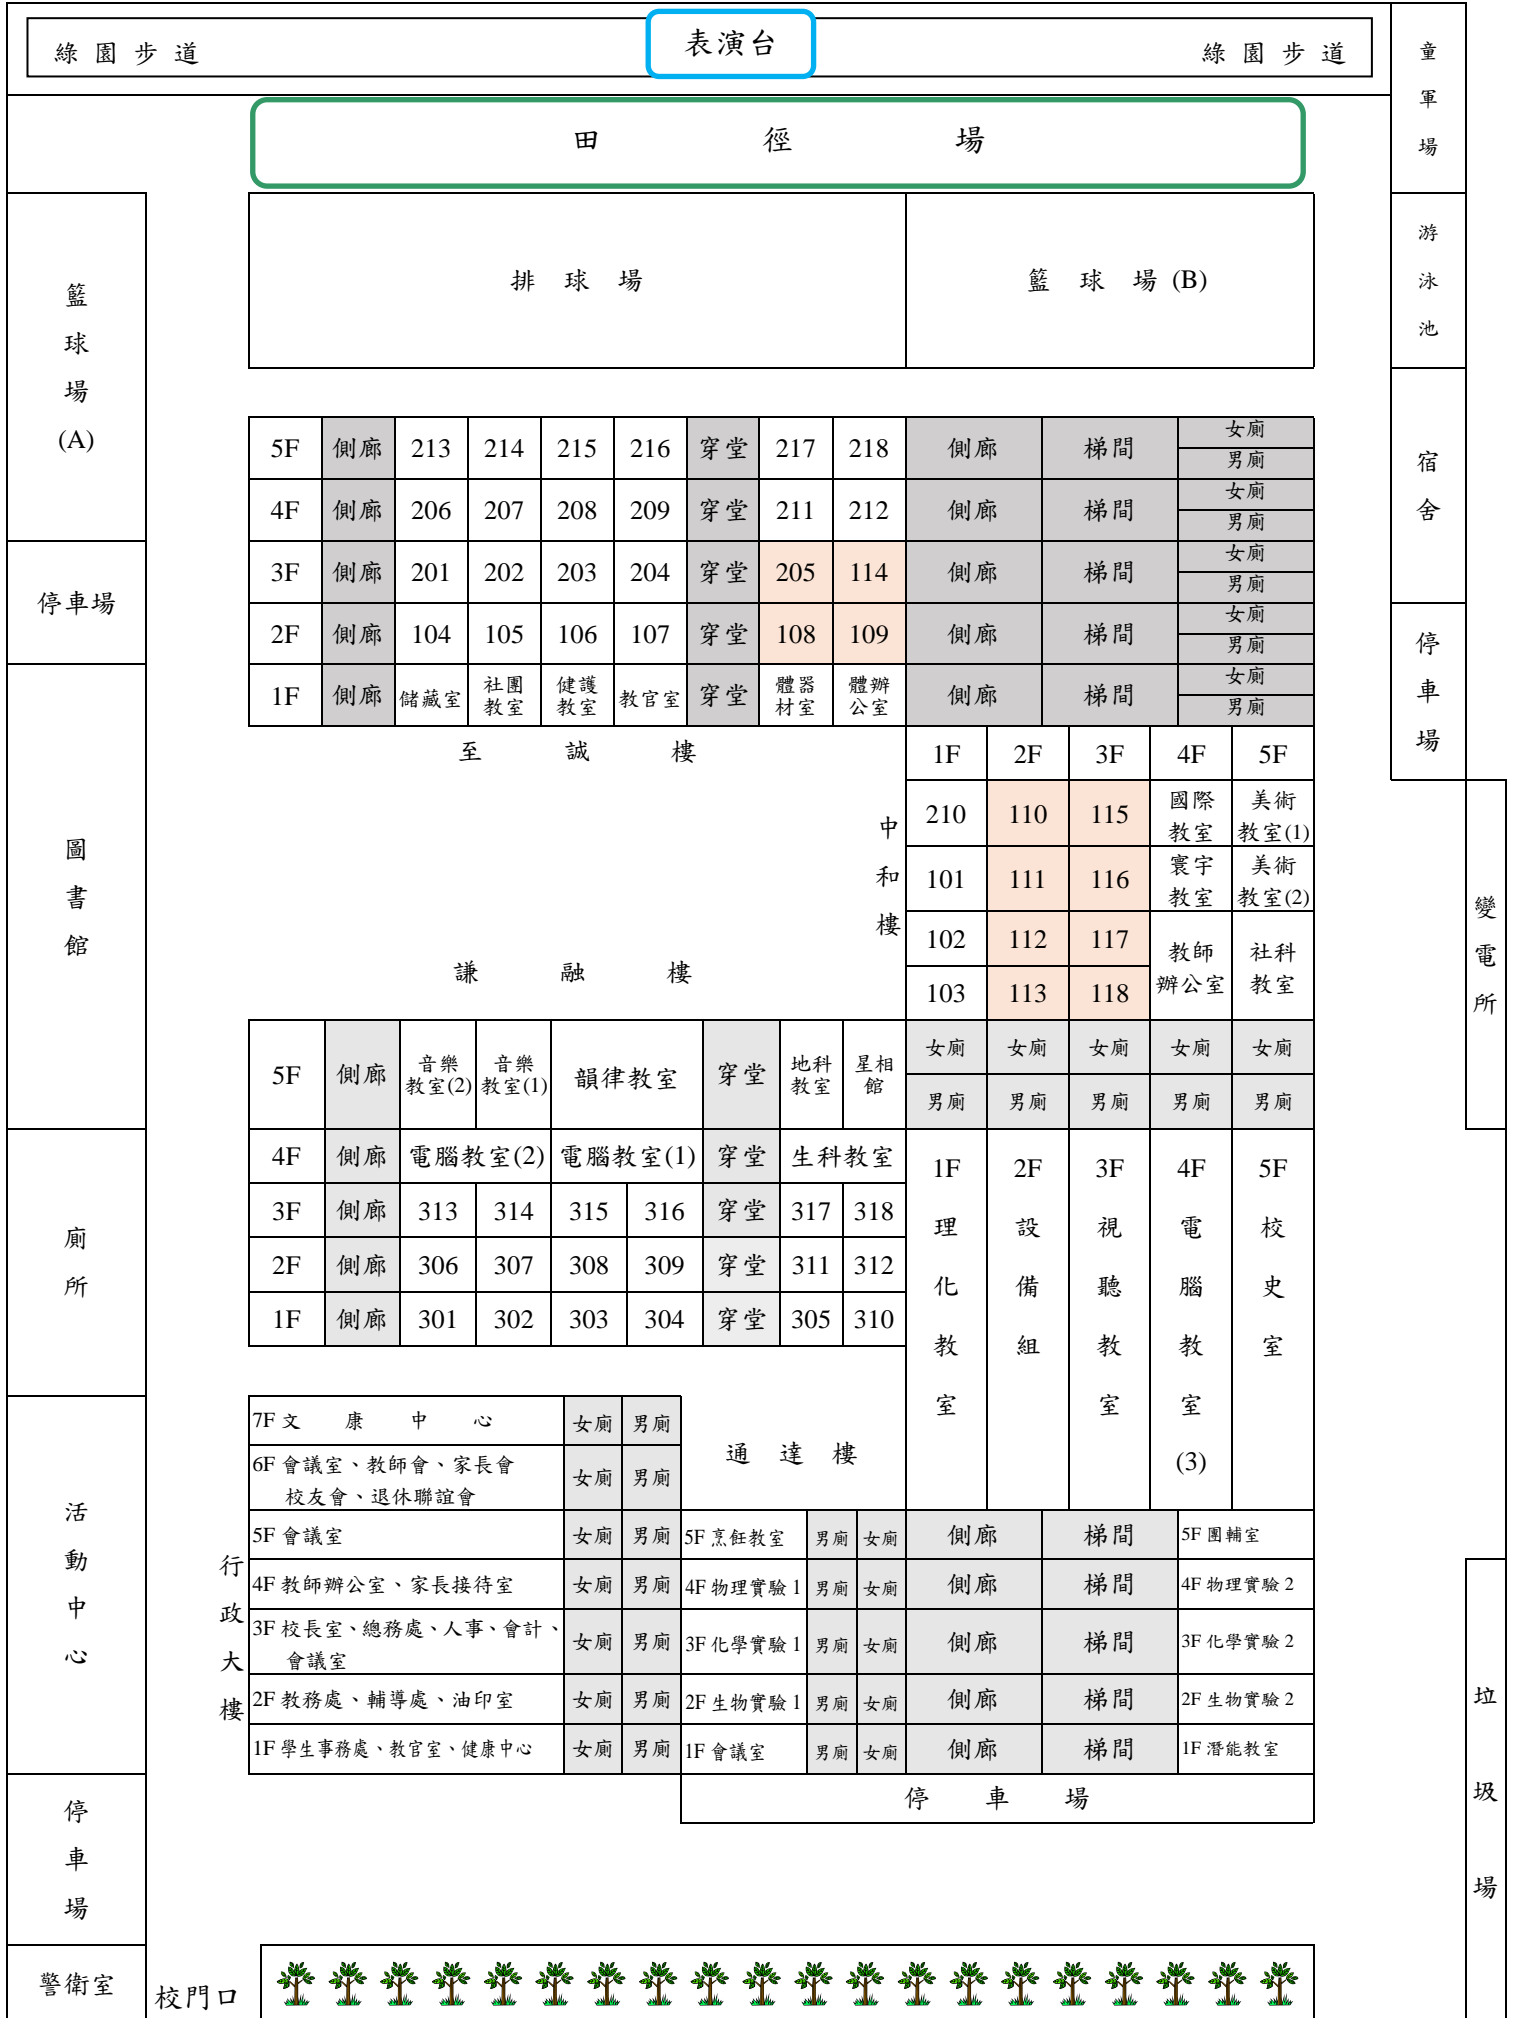 綠園步道 表演台 綠園步道
童軍場
田徑場
籃球場(A)
排球場 籃球場(B)
游泳池
5F 側廊 213 214 215 216 穿堂 217 218 側廊 梯間 女廁 男廁
4F 側廊 206 207 208 209 穿堂 211 212 側廊 梯間 女廁 男廁
宿舍
3F 側廊 201 202 203 204 穿堂 205 114 側廊 梯間 女廁 男廁
停車場
2F 側廊 104 105 106 107 穿堂 108 109 側廊 梯間 女廁 男廁
1F 側廊 儲藏室 社團教室 健護教室 教官室 穿堂 體器材室 體辦公室 側廊 梯間 女廁 男廁
停車場
至誠樓
圖書館
中和樓
1F 2F 3F 4F 5F
210 110 115 國際教室 美術教室(1)
101 111 116 寰宇教室 美術教室(2)
102 112 117 教師辦公室 社科教室
103 113 118
變電所
謙融樓
5F 側廊 音樂教室(2) 音樂教室(1) 韻律教室 穿堂 地科教室 星相館
女廁 女廁 女廁 女廁 女廁
男廁 男廁 男廁 男廁 男廁
4F 側廊 電腦教室(2) 電腦教室(1) 穿堂 生科教室
3F 側廊 313 314 315 316 穿堂 317 318
2F 側廊 306 307 308 309 穿堂 311 312
1F 側廊 301 302 303 304 穿堂 305 310
1F理化教室
2F設備組
3F視聽教室
4F電腦教室(3)
5F校史室
廁所
活動中心
通達樓
行政大樓
7F 文康中心 女廁 男廁
6F 會議室、教師會、家長會
校友會、退休聯誼會 女廁 男廁
5F 會議室 女廁 男廁 5F 烹飪教室 男廁 女廁 側廊 梯間 5F 團輔室
4F 教師辦公室、家長接待室 女廁 男廁 4F 物理實驗 1 男廁 女廁 側廊 梯間 4F 物理實驗 2
3F 校長室、總務處、人事、會計、
會議室 女廁 男廁 3F 化學實驗 1 男廁 女廁 側廊 梯間 3F 化學實驗 2
2F 教務處、輔導處、油印室 女廁 男廁 2F 生物實驗 1 男廁 女廁 側廊 梯間 2F 生物實驗 2
1F 學生事務處、教官室、健康中心 女廁 男廁 1F 會議室 男廁 女廁 側廊 梯間 1F 潛能教室
停車場
停車場
垃圾場
警衛室
校門口